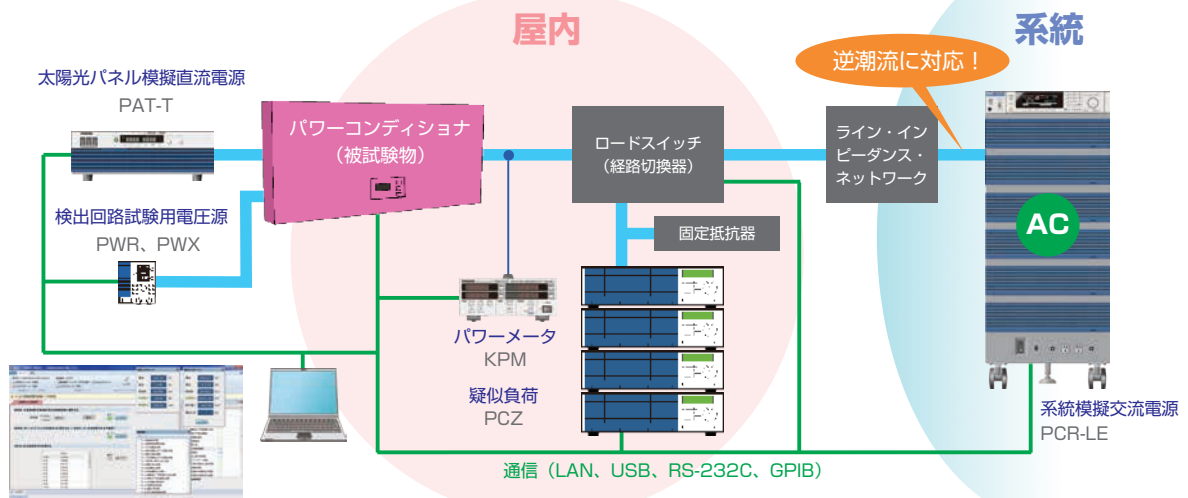 屋内
系統
逆潮流に対応！
太陽光パネル模擬直流電源
PAT-T
パワーコンディショナ
（被試験物）
ロードスイッチ
（経路切換器）
ライン・イン
ピーダンス・
ネットワーク
検出回路試験用電圧源
PWR、PWX
固定抵抗器
AC
パワーメータ
KPM
疑似負荷
PCZ
系統模擬交流電源
PCR-LE
通信（LAN、USB、RS-232C、GPIB）